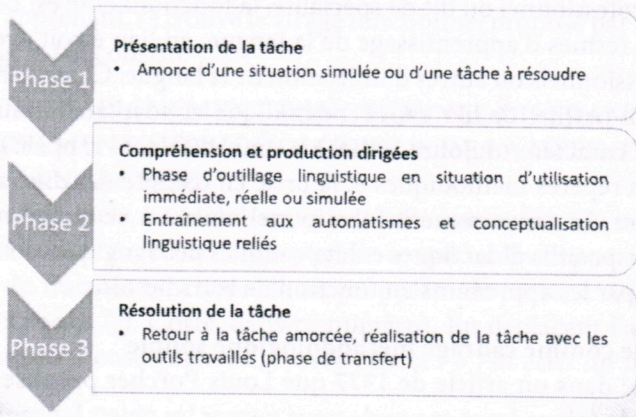 Phase 1
Présentation de la tâche
• Amorce d'une situation simulée ou d'une tâche à résoudre
Phase 2
Compréhension et production dirigées
• Phase d'outillage linguistique en situation d'utilisation
immédiate, réelle ou simulée
• Entraînement aux automatismes et conceptualisation
linguistique reliés
Phase 3
Résolution de la tâche
• Retour à la tâche amorcée, réalisation de la tâche avec les
outils travaillés (phase de transfert)